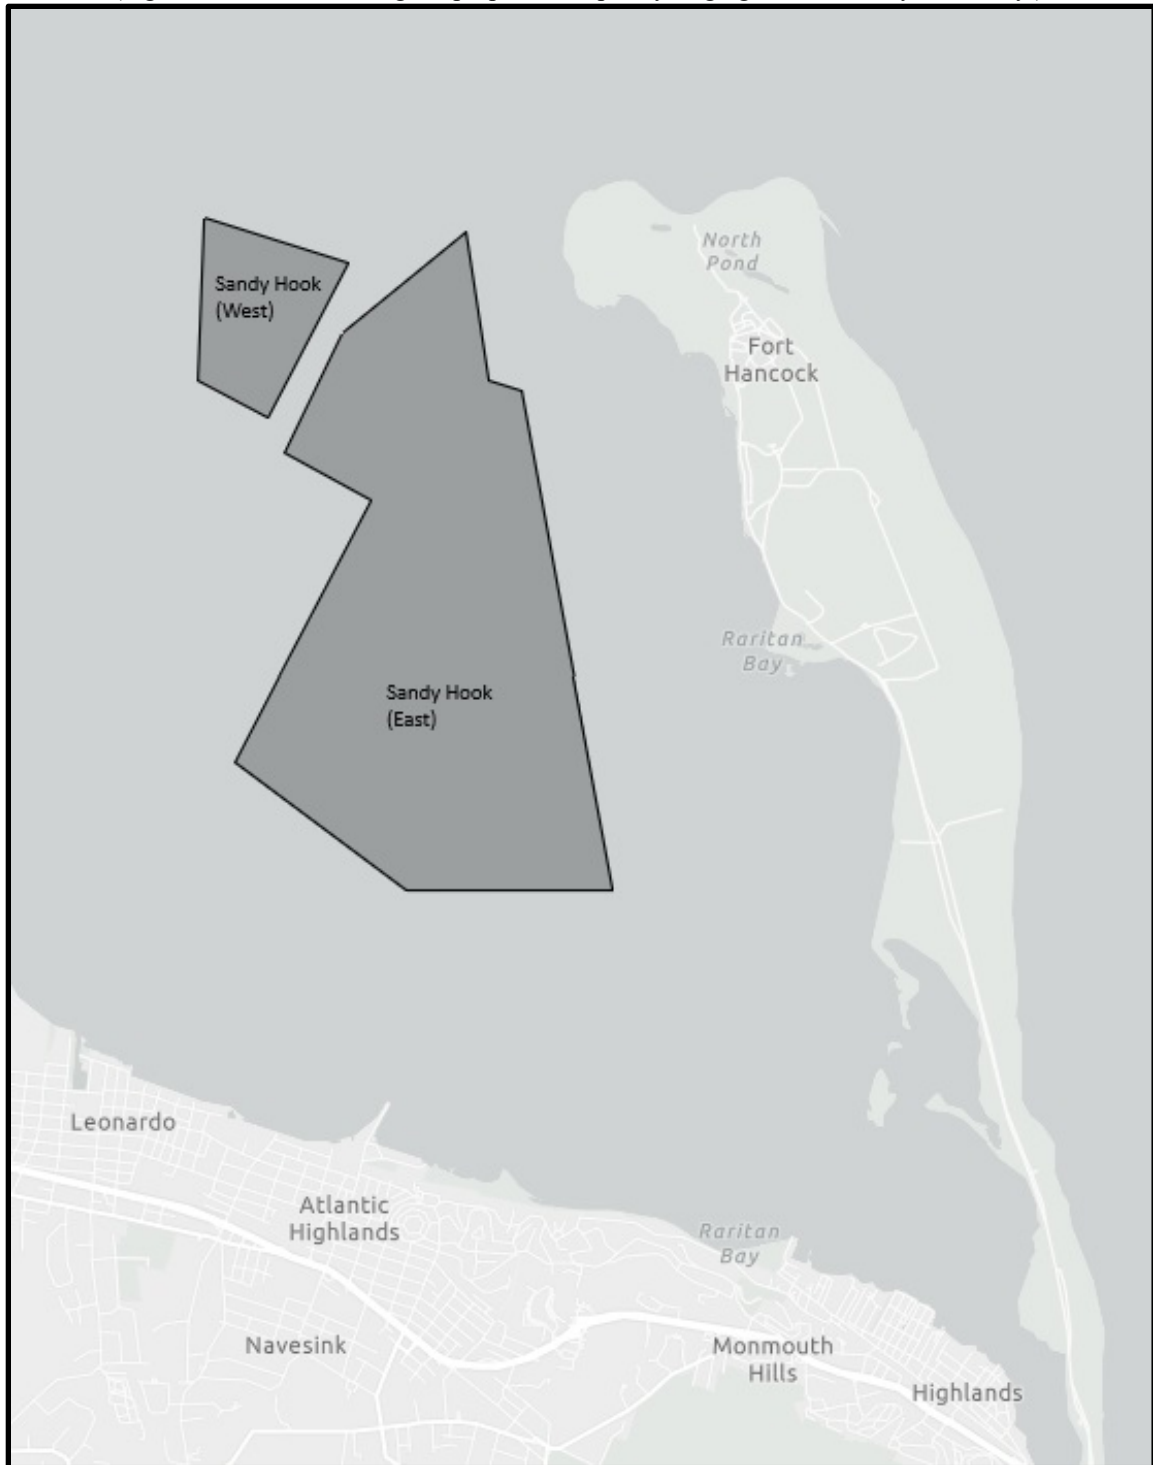 North
Pond
Sandy Hook
(West)
Fort
Hancock
Raritan
Bay
Sandy Hook
(East)
Leonardo
Atlantic
Highlands
Raritan
Bay
Navesink
Monmouth
Hills
Highlands